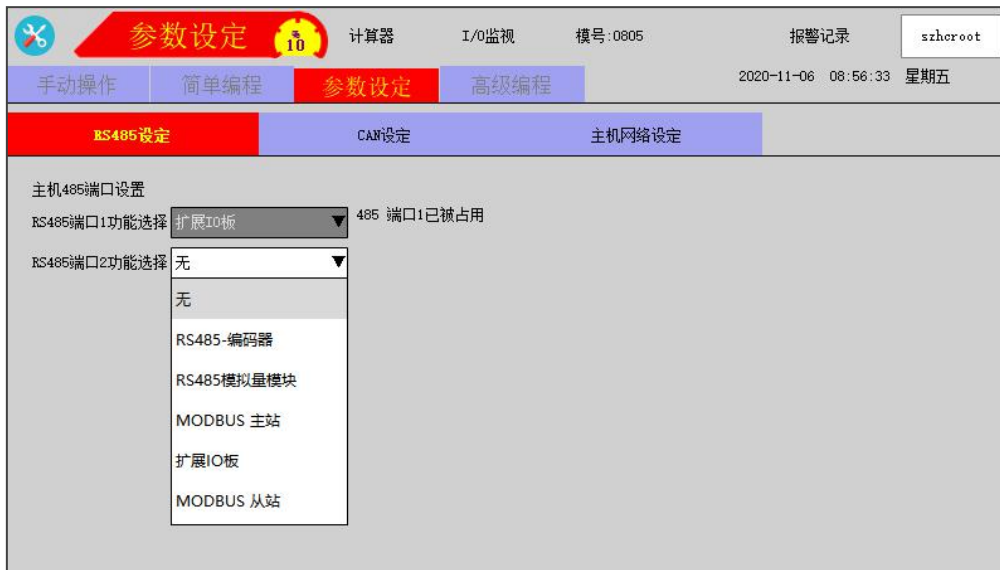 参数设定 % 10 计算器 I/O监视 模号:0805 报警记录 szhcroot
手动操作 简单编程 参数设定 高级编程 2020-11-06 08:56:33 星期五
RS485设定 CAN设定 主机网络设定
主机485端口设置
RS485端口1功能选择 扩展IO板 485 端口1已被占用
RS485端口2功能选择 无
无
RS485-编码器
RS485模拟量模块
MODBUS 主站
扩展IO板
MODBUS 从站